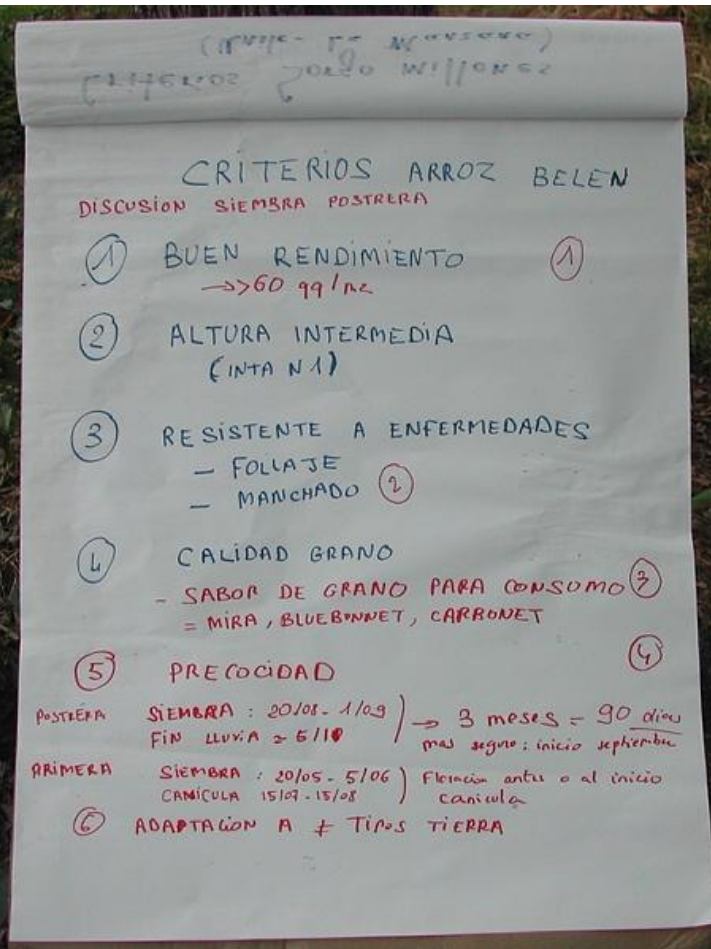 CRITERIOS ARROZ BELEN
DISCUSION SIEMBRA POSTRERA
1 BUEN RENDIMIENTO 1
→>60 qq/mz
2 ALTURA INTERMEDIA
(INTA N1)
3 RESISTENTE A ENFERMEDADES
- FOLLAJE
- MANCHADO 2
4 CALIDAD GRANO
- SABOR DE GRANO PARA CONSUMO 3
= MIRA, BLUEBONNET, CARBONET
5 PRECOCIDAD 4
POSTRERA SIEMBRA : 20/08 - 1/09 ) → 3 meses = 90 dias
FIN LLUVIA = 5/10 mas seguro : inicio septiembre
PRIMERA SIEMBRA : 20/05 - 5/06 ) Floracion antes o al inicio
CANÍCULA 15/07 - 15/08 canicula
6 ADAPTACION A ≠ TIPOS TIERRA